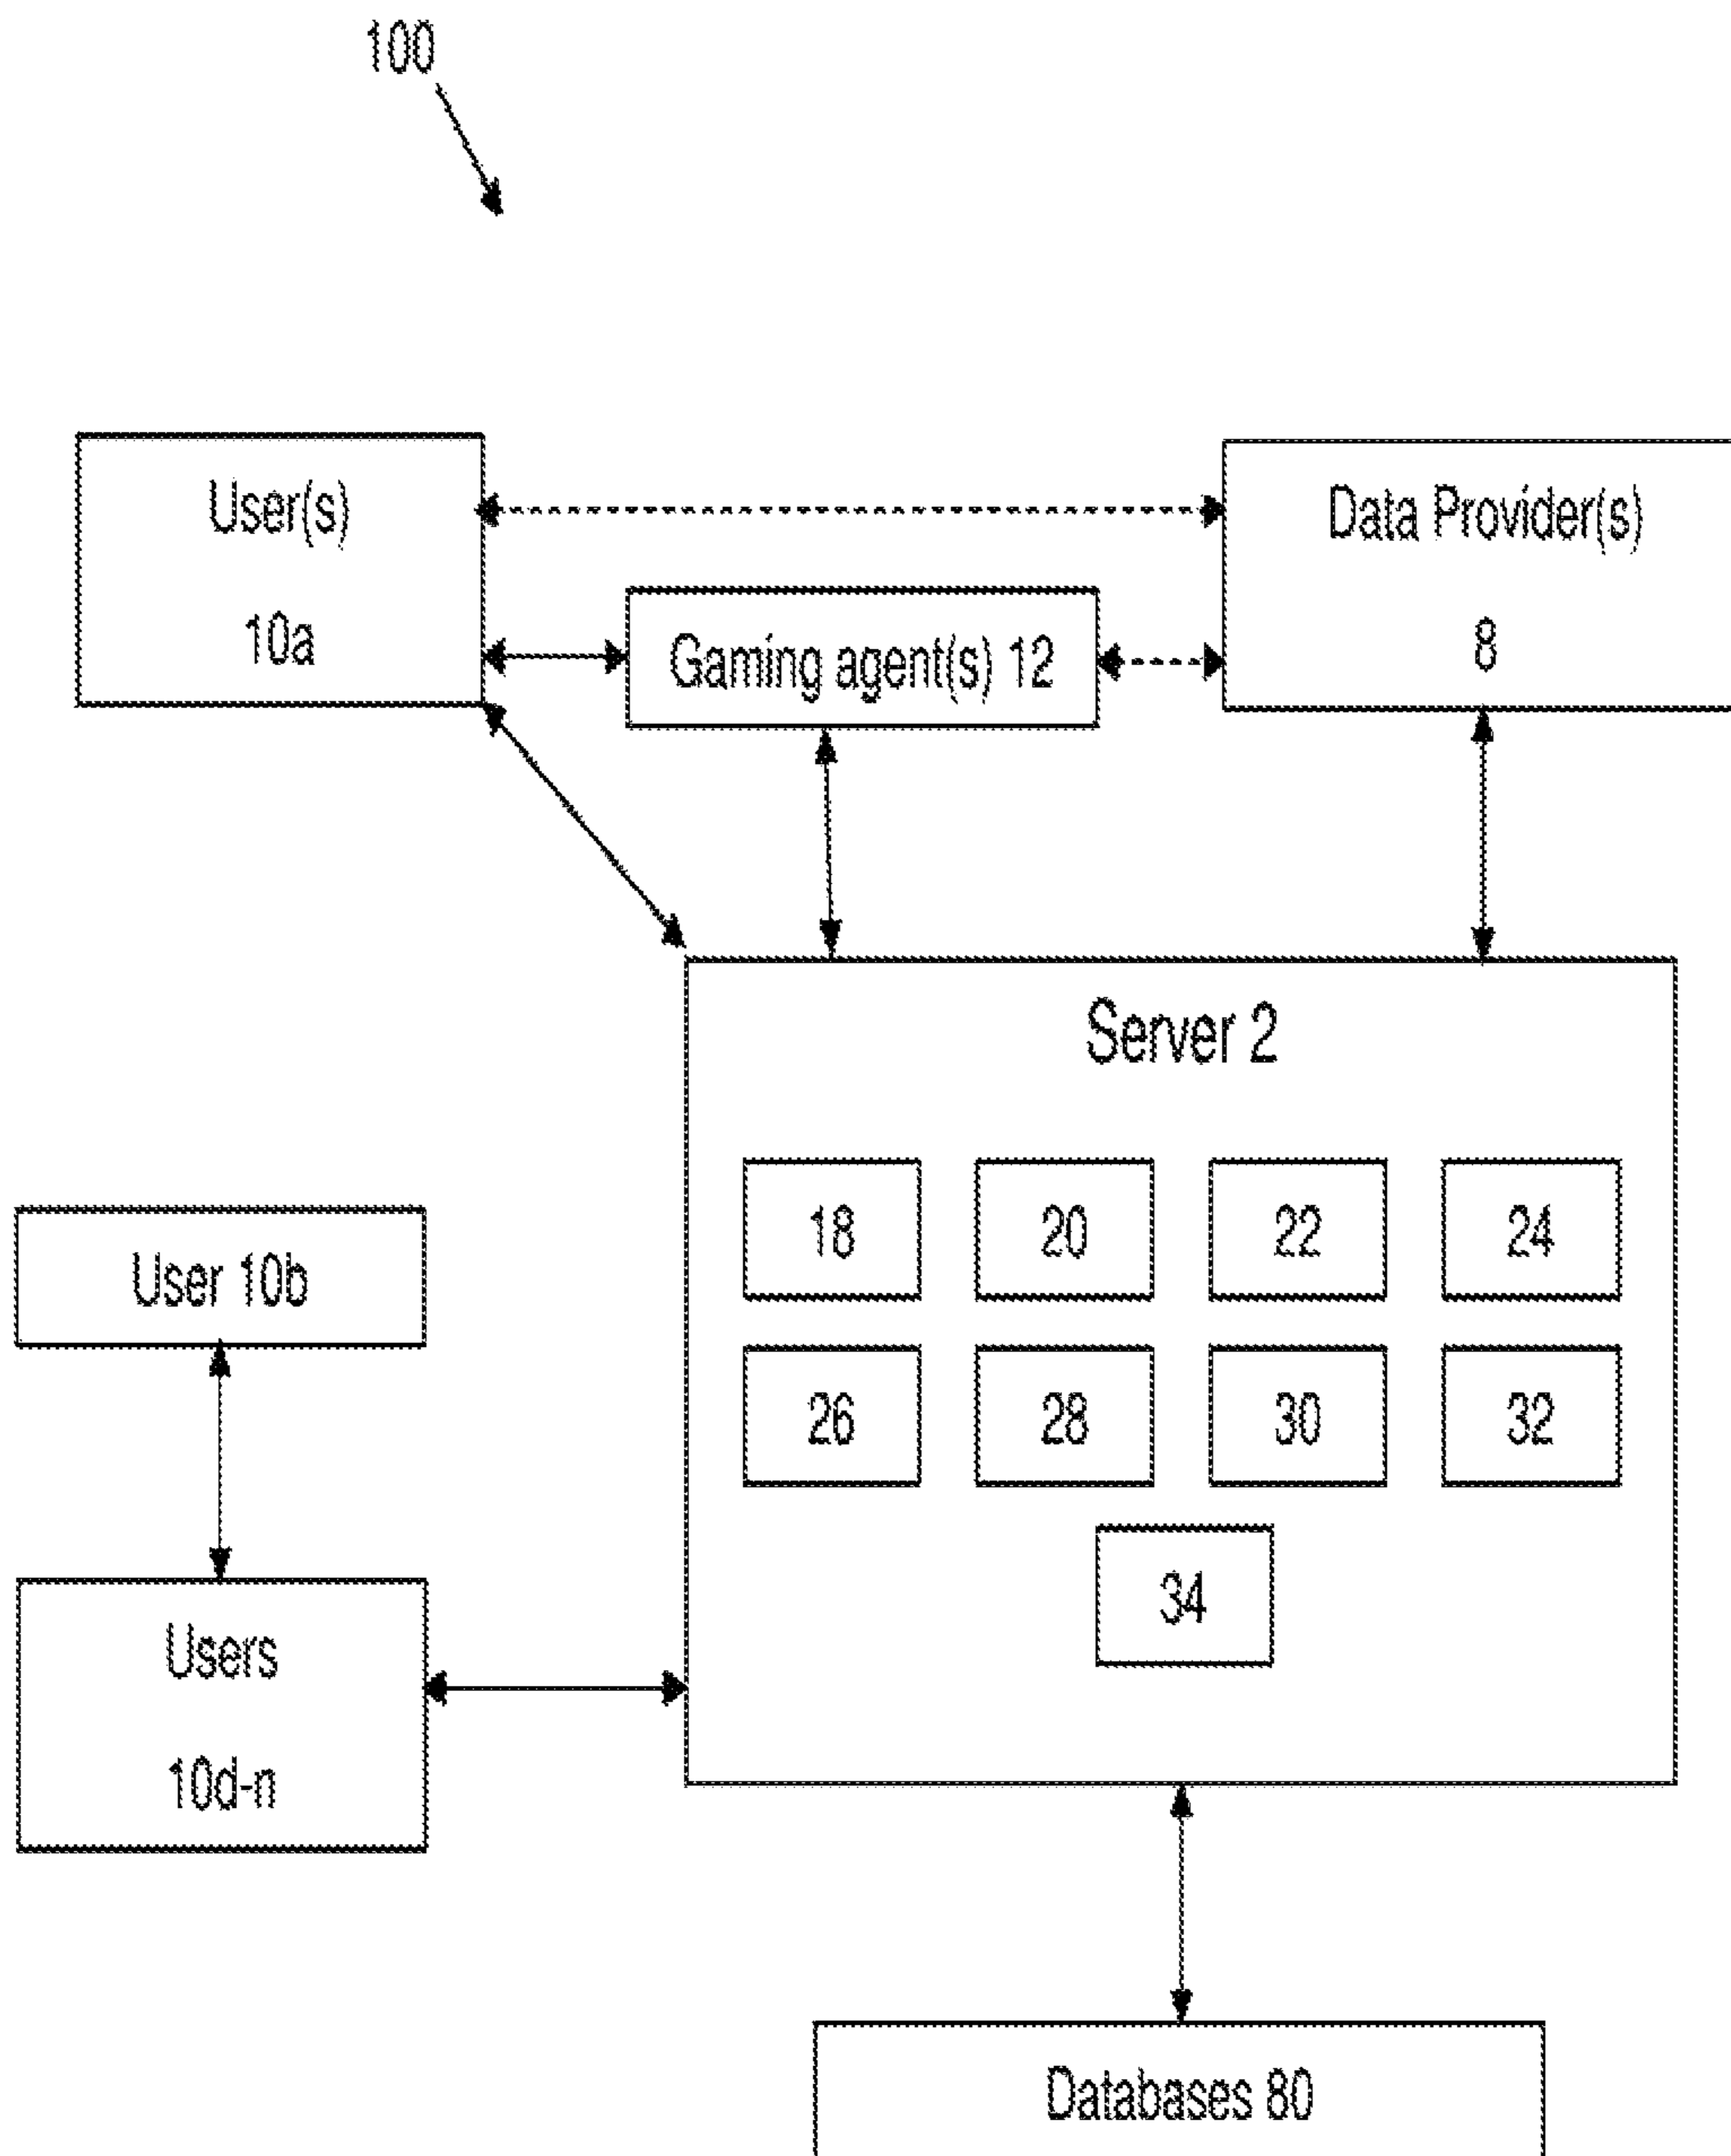 100
User(s)
10a
Gaming agent(s) 12
Data Provider(s)
8
Server 2
18
20
22
24
26
28
30
32
34
User 10b
Users
10d-n
Databases 80